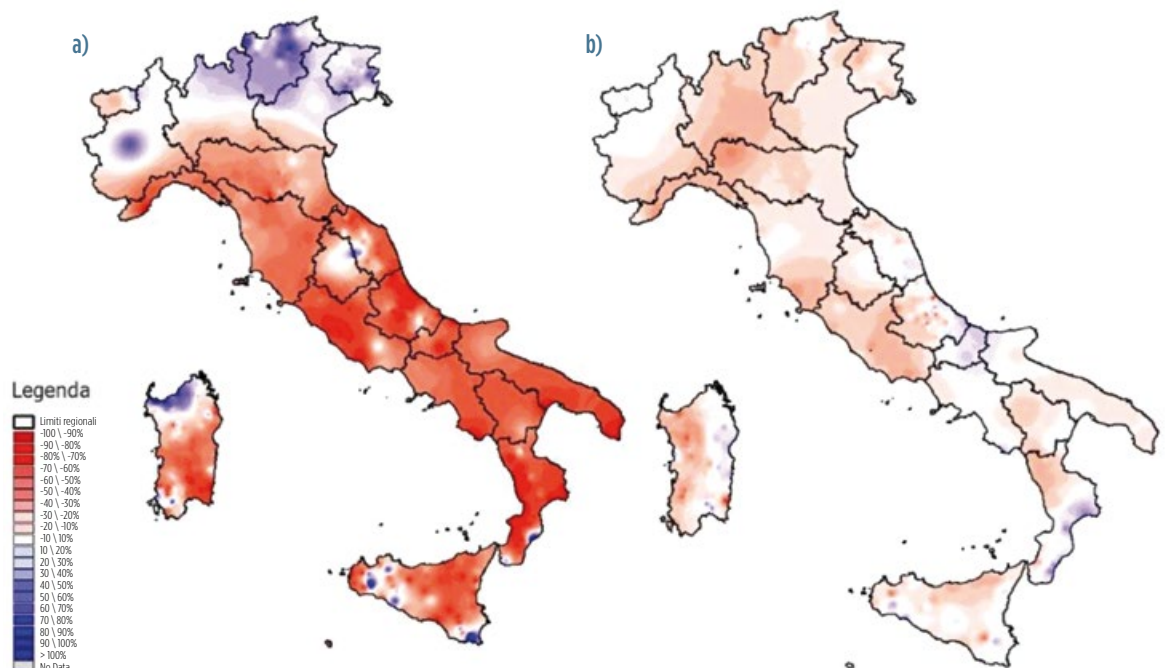 a)
b)
Legenda
Limiti regionali
-100 \ -90%
-90 \ -80%
-80% \ -70%
-70 \ -60%
-60 \ -50%
-50 \ -40%
-40 \ -30%
-30 \ -20%
-20 \ -10%
-10 \ 10%
10 \ 20%
20 \ 30%
30 \ 40%
40 \ 50%
50 \ 60%
60 \ 70%
70 \ 80%
80 \ 90%
90 \ 100%
> 100%
No Data